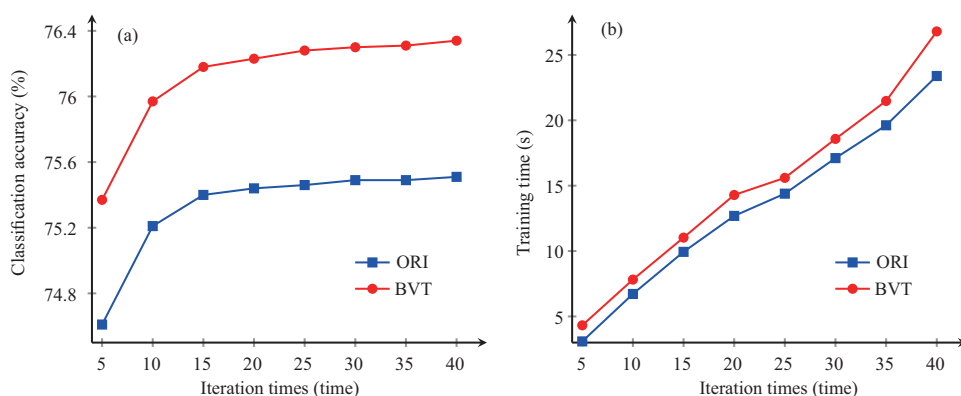 (a)
Classification accuracy (%)
76.4
76
75.6
75.2
74.8
ORI
BVT
5 10 15 20 25 30 35 40
Iteration times (time)
(b)
Training time (s)
25
20
15
10
5
ORI
BVT
5 10 15 20 25 30 35 40
Iteration times (time)